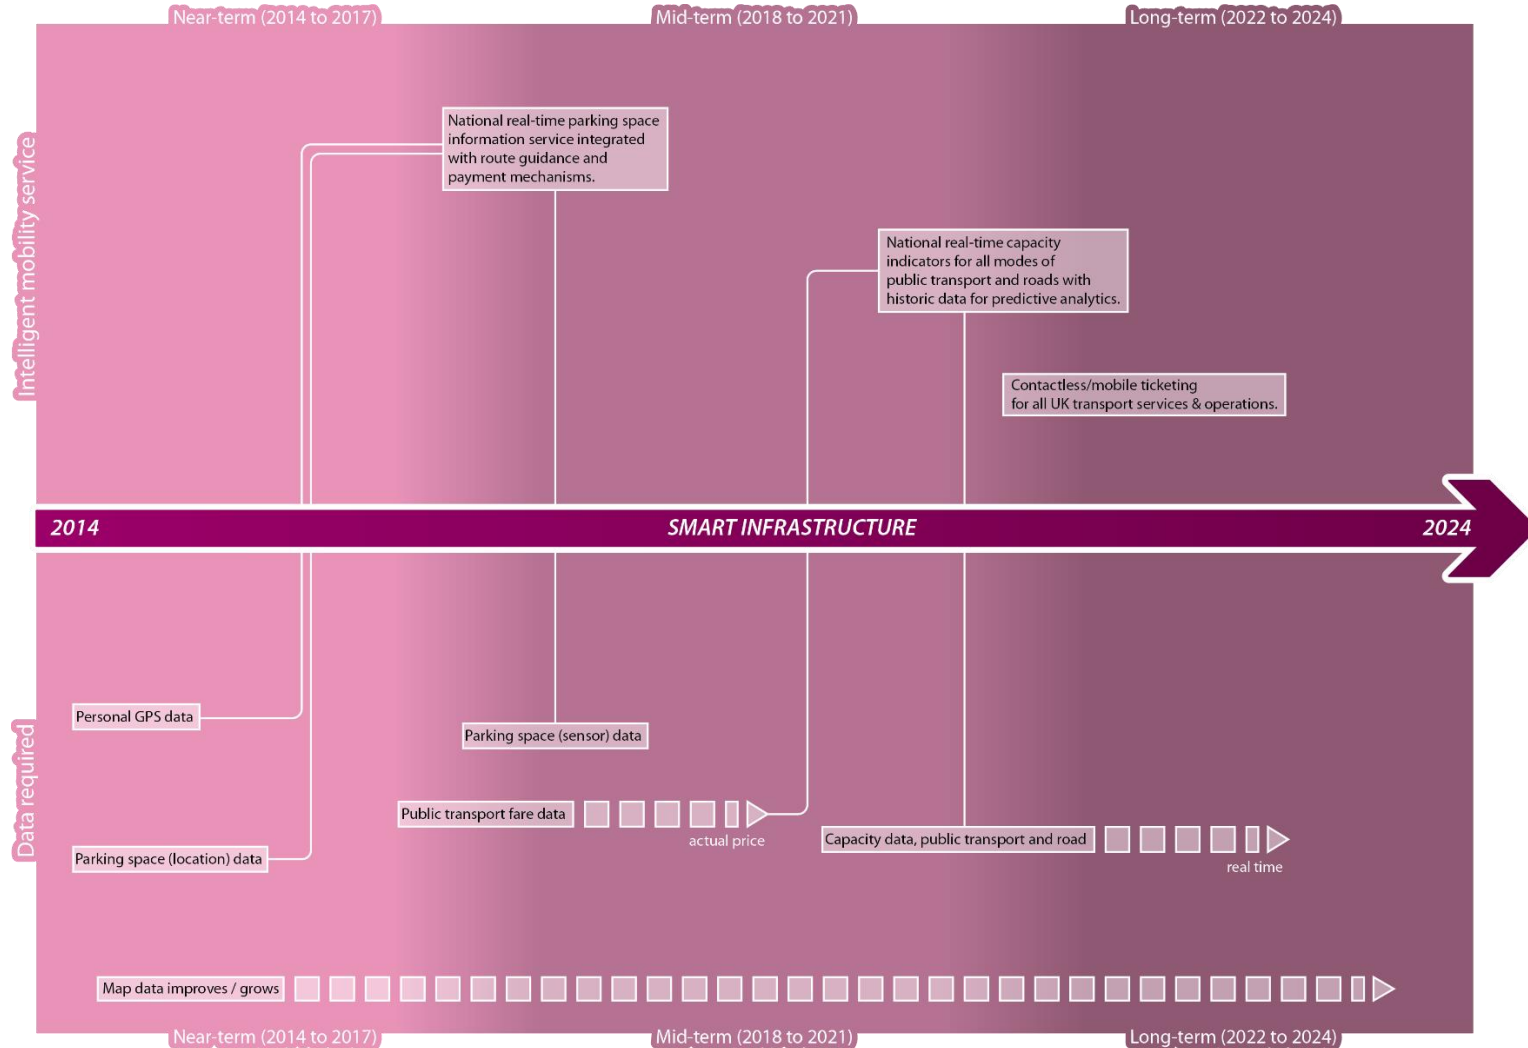 Near-term (2014 to 2017)
Mid-term (2018 to 2021)
Long-term (2022 to 2024)
Intelligent mobility service
National real-time parking space
information service integrated
with route guidance and
payment mechanisms.
National real-time capacity
indicators for all modes of
public transport and roads with
historic data for predictive analytics.
Contactless/mobile ticketing
for all UK transport services & operations.
2014
SMART INFRASTRUCTURE
2024
Data required
Personal GPS data
Parking space (sensor) data
Public transport fare data
actual price
Capacity data, public transport and road
real time
Parking space (location) data
Map data improves / grows
Near-term (2014 to 2017)
Mid-term (2018 to 2021)
Long-term (2022 to 2024)